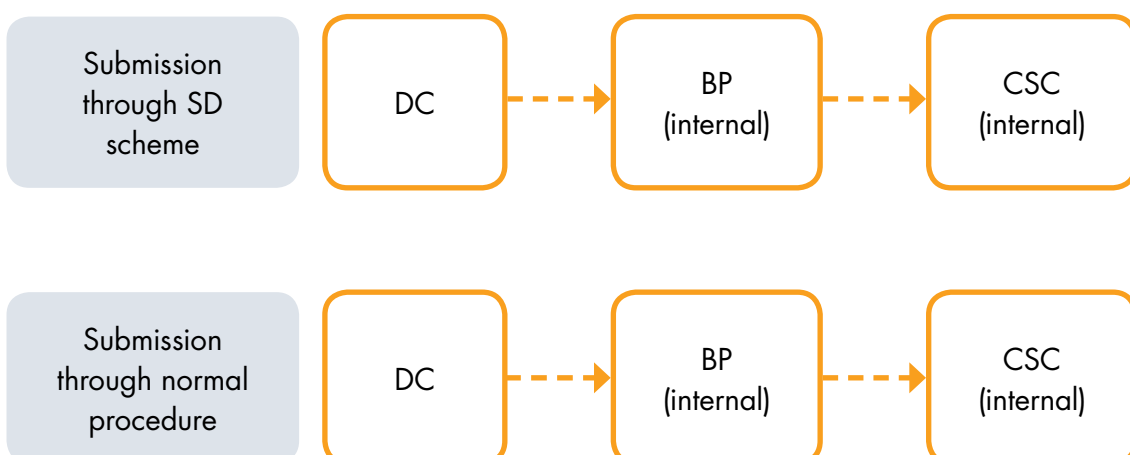 Submission
through SD
scheme
DC
BP
(internal)
CSC
(internal)
Submission
through normal
procedure
DC
BP
(internal)
CSC
(internal)